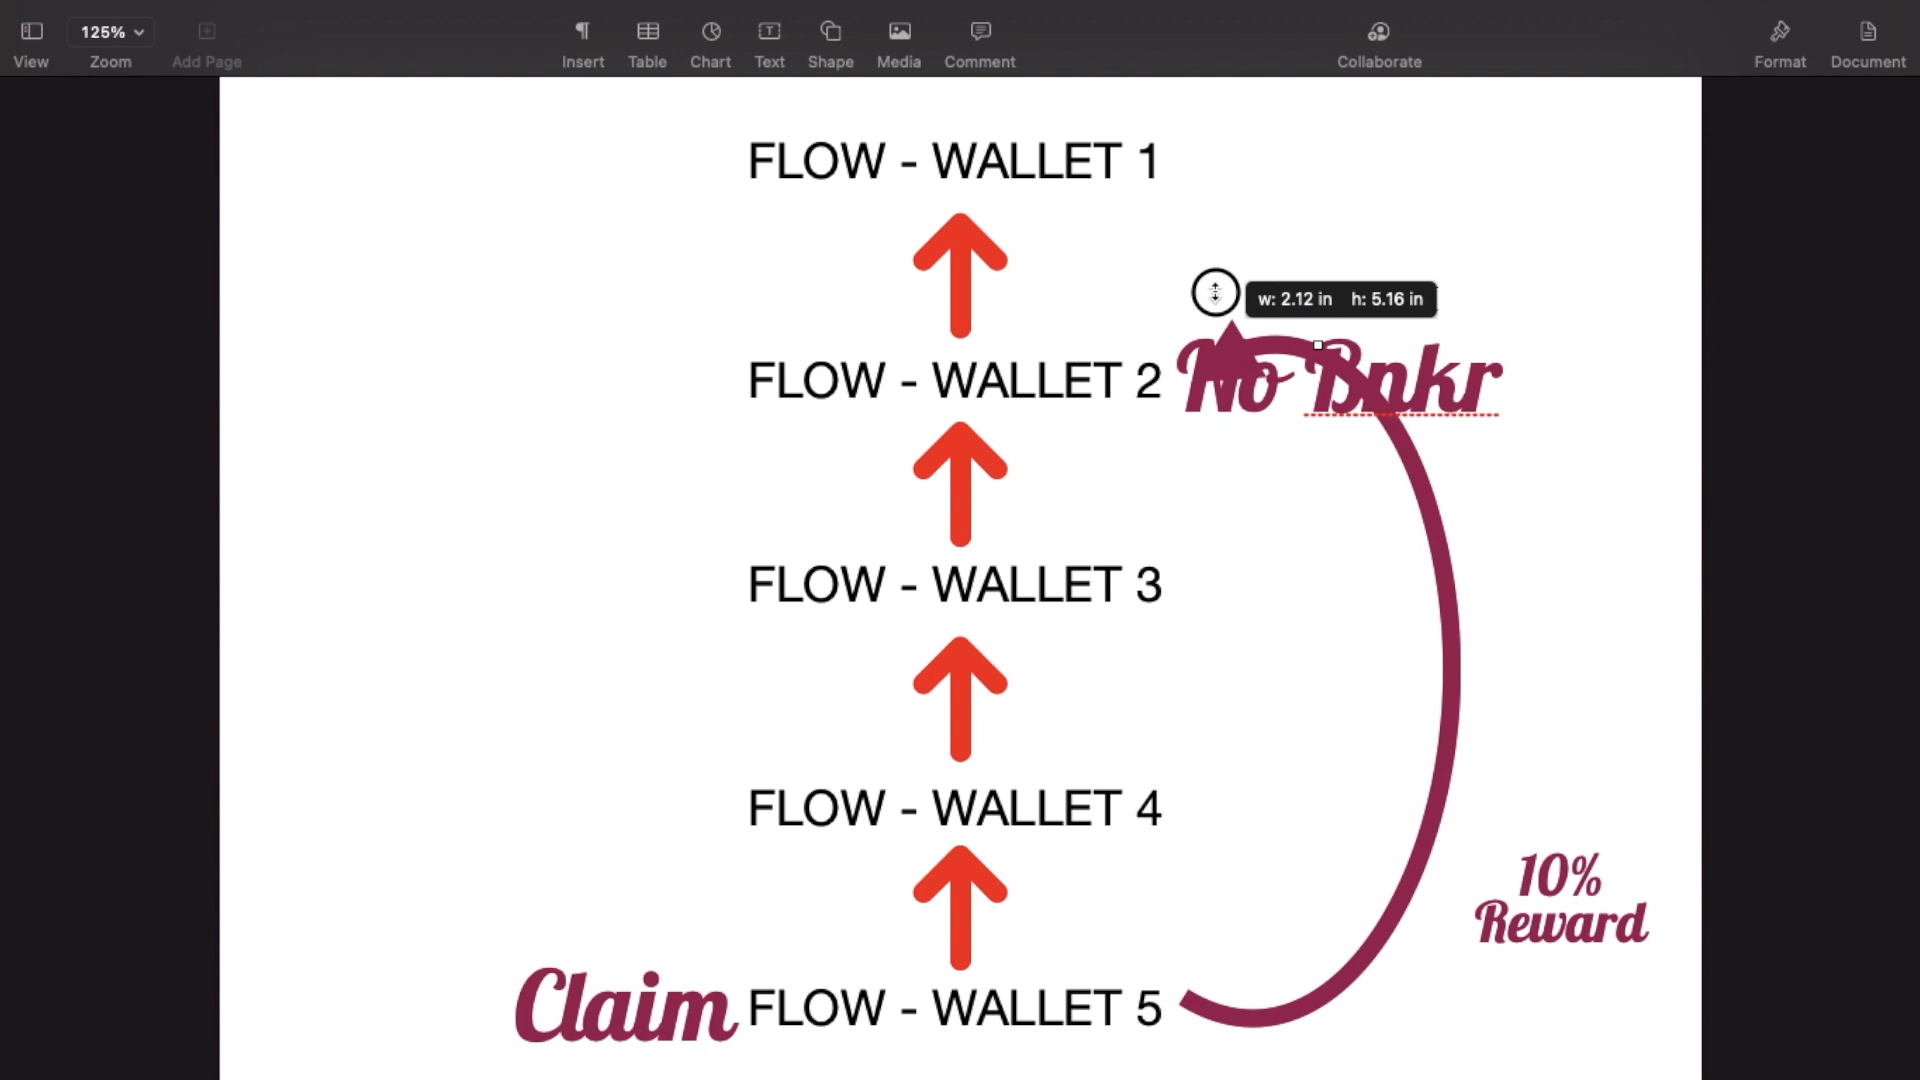 View
125%
Zoom
Add Page
Insert
Table
Chart
Text
Shape
Media
Comment
Collaborate
Format
Document
FLOW - WALLET 1
w: 2.12 in h: 5.16 in
FLOW - WALLET 2 No Bnkr
FLOW - WALLET 3
FLOW - WALLET 4
10%
Reward
Claim FLOW - WALLET 5